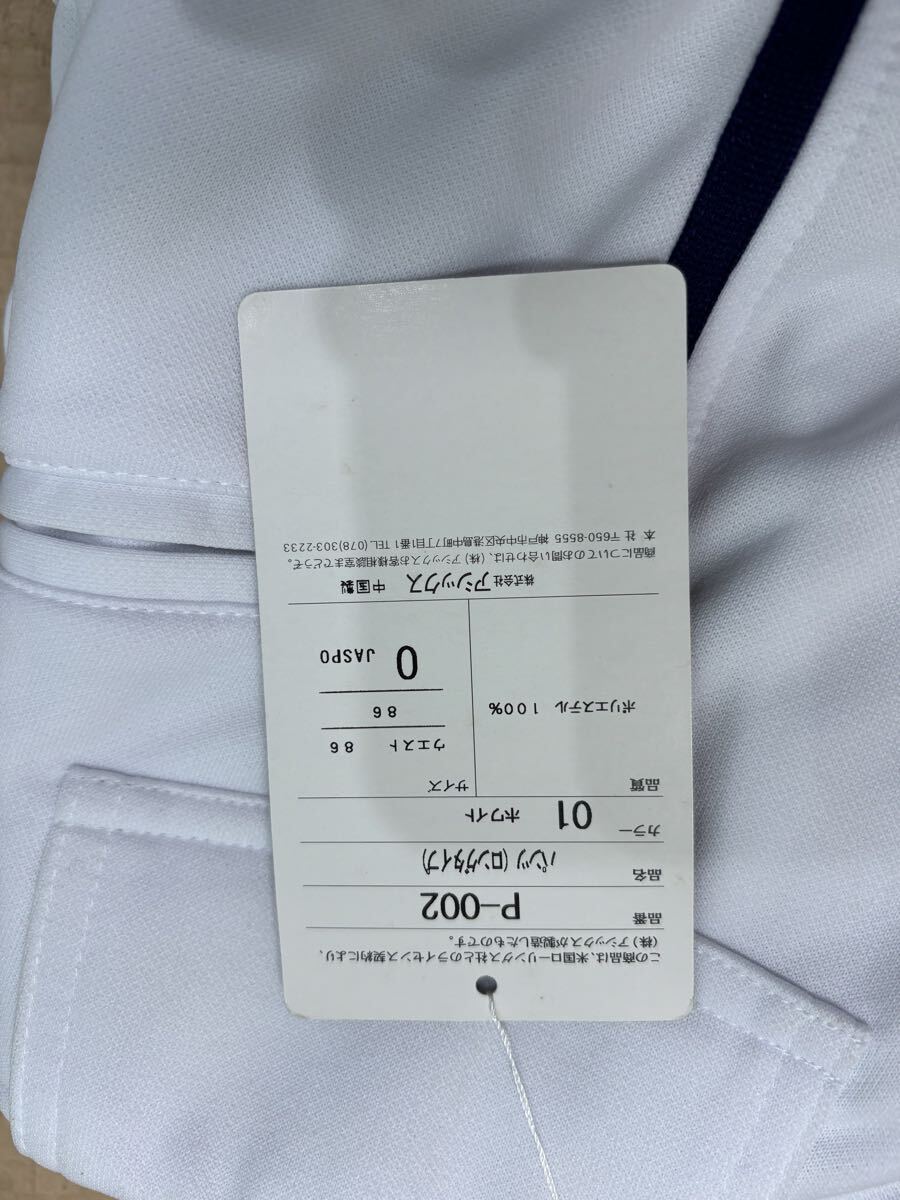 この商品は、米国ローリングス社とのライセンス契約により、
(株)アシックスが製造したものです。
品番 P-002
品名 パンツ(ロングタイプ)
カラー 01 ホワイト
品質 サイズ
ポリエステル 100%
ウエスト 86
86
0 JASPO
株式会社 アシックス 中国製
商品についてのお問い合わせは、(株)アシックスお客様相談室までどうぞ。
本 社 〒650-8555 神戸市中央区港島中町7丁目1番1 TEL(078)303-2233